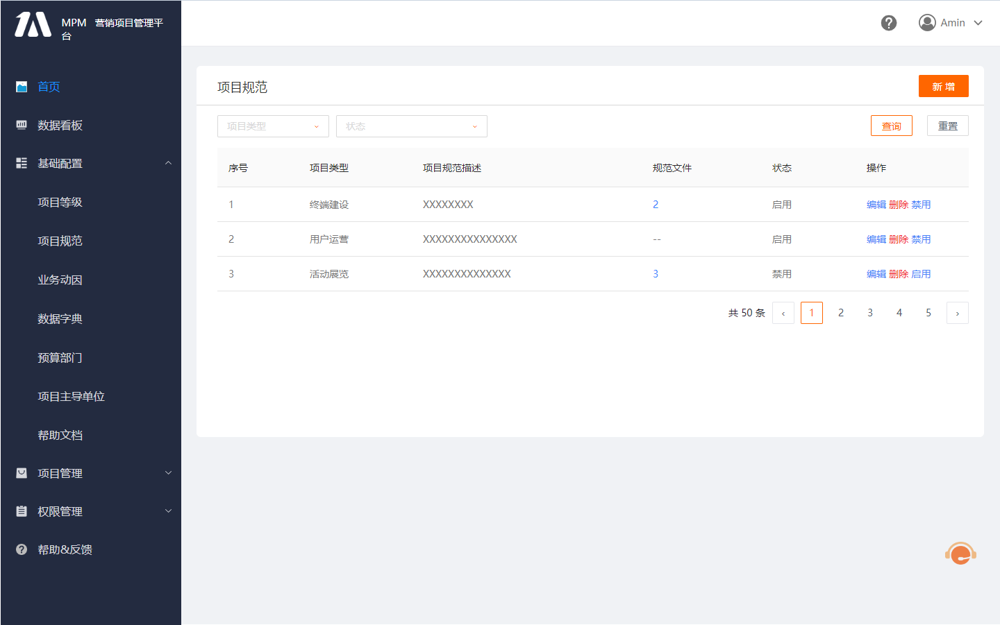 MPM 营销项目管理平台
Amin
首页
数据看板
基础配置
项目等级
项目规范
业务动因
数据字典
预算部门
项目主导单位
帮助文档
项目管理
权限管理
帮助&反馈
项目规范
新 增
项目类型 状态 查询 重置
序号 项目类型 项目规范描述 规范文件 状态 操作
1 终端建设 XXXXXXXX 2 启用 编辑 删除 禁用
2 用户运营 XXXXXXXXXXXXXXX -- 启用 编辑 删除 禁用
3 活动展览 XXXXXXXXXXXXXX 3 禁用 编辑 删除 启用
共 50 条 ‹ 1 2 3 4 5 ›